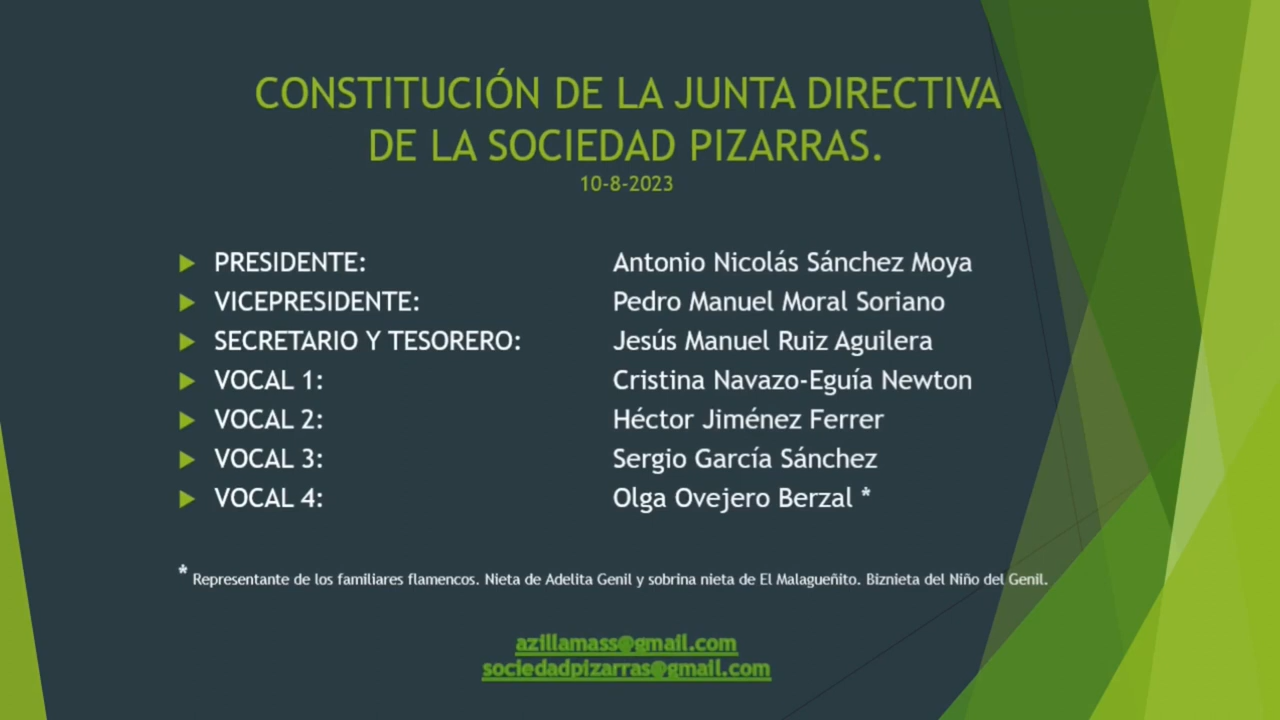 CONSTITUCIÓN DE LA JUNTA DIRECTIVA
DE LA SOCIEDAD PIZARRAS.
10-8-2023
PRESIDENTE: Antonio Nicolás Sánchez Moya
VICEPRESIDENTE: Pedro Manuel Moral Soriano
SECRETARIO Y TESORERO: Jesús Manuel Ruiz Aguilera
VOCAL 1: Cristina Navazo-Eguía Newton
VOCAL 2: Héctor Jiménez Ferrer
VOCAL 3: Sergio García Sánchez
VOCAL 4: Olga Ovejero Berzal *
* Representante de los familiares flamencos. Nieta de Adelita Genil y sobrina nieta de El Malagueñito. Biznieta del Niño del Genil.
azillamass@gmail.com
sociedadpizarras@gmail.com